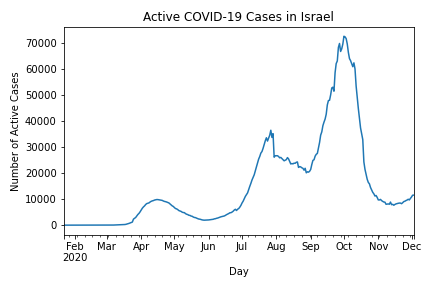 Active COVID-19 Cases in Israel
Number of Active Cases
70000
60000
50000
40000
30000
20000
10000
0
Feb Mar Apr May Jun Jul Aug Sep Oct Nov Dec
2020
Day